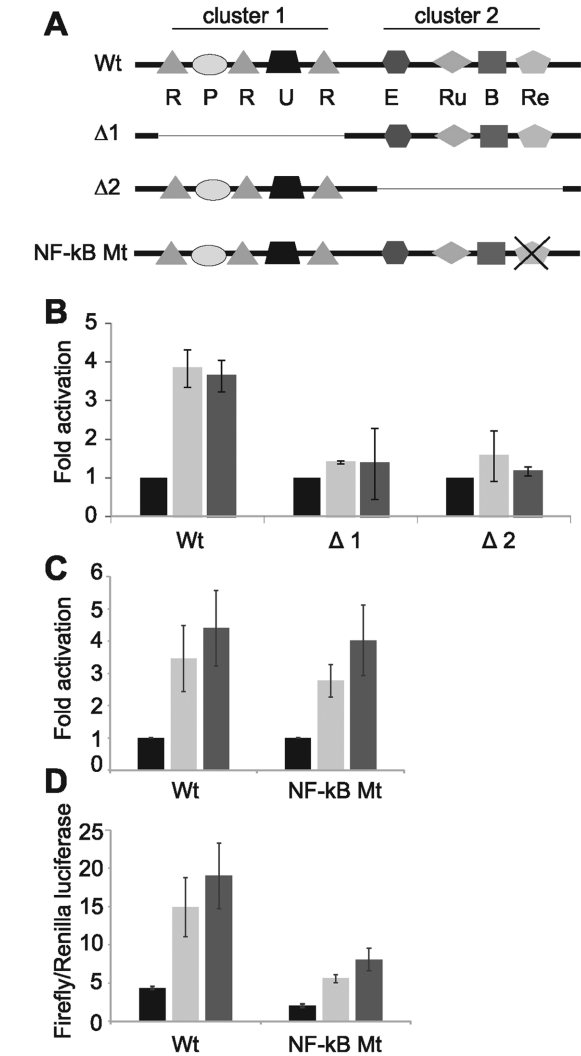 A
cluster 1 cluster 2
Wt
R P R U R E Ru B Re
Δ1
Δ2
NF-kB Mt
B
Fold activation
5
4
3
2
1
0
Wt Δ 1 Δ 2
C
Fold activation
6
5
4
3
2
1
0
Wt NF-kB Mt
D
Firefly/Renilla luciferase
25
20
15
10
5
0
Wt NF-kB Mt